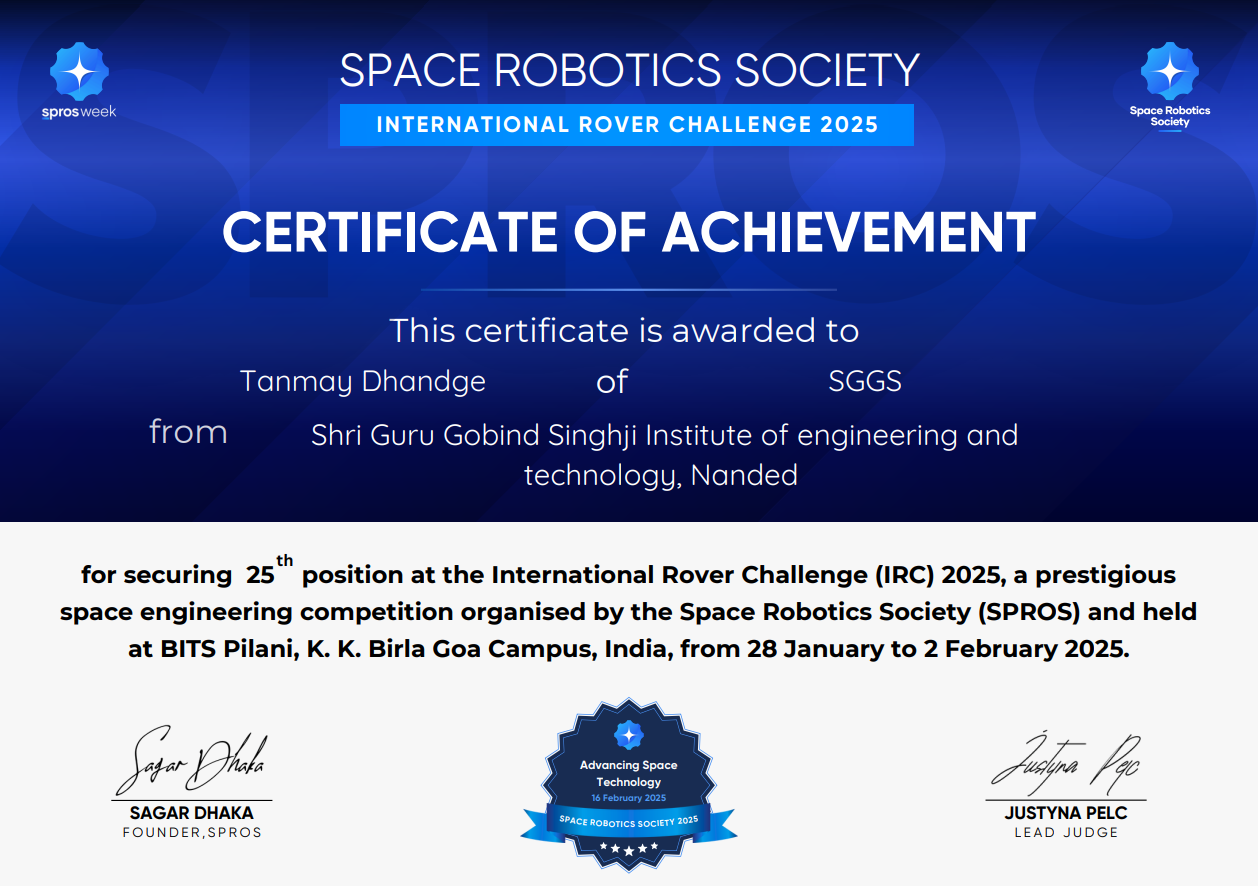 SPACE ROBOTICS SOCIETY
INTERNATIONAL ROVER CHALLENGE 2025
spros week
Space Robotics
Society
SPROS
CERTIFICATE OF ACHIEVEMENT
This certificate is awarded to
Tanmay Dhandge of SGGS
from Shri Guru Gobind Singhji Institute of engineering and
technology, Nanded
for securing 25th position at the International Rover Challenge (IRC) 2025, a prestigious
space engineering competition organised by the Space Robotics Society (SPROS) and held
at BITS Pilani, K. K. Birla Goa Campus, India, from 28 January to 2 February 2025.
Sagar Dhaka
SAGAR DHAKA
FOUNDER,SPROS
Advancing Space
Technology
16 February 2025
SPACE ROBOTICS SOCIETY 2025
Justyna Pelc
JUSTYNA PELC
LEAD JUDGE